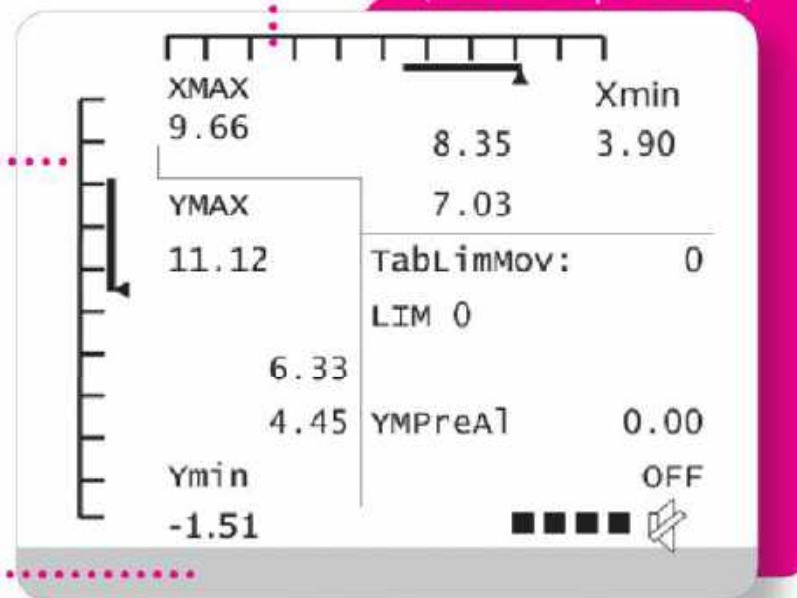 XMAX
Xmin
9.66
8.35
3.90
YMAX
7.03
11.12
TabLimMov: 0
LIM 0
6.33
4.45
YMPreAl 0.00
Ymin
OFF
-1.51